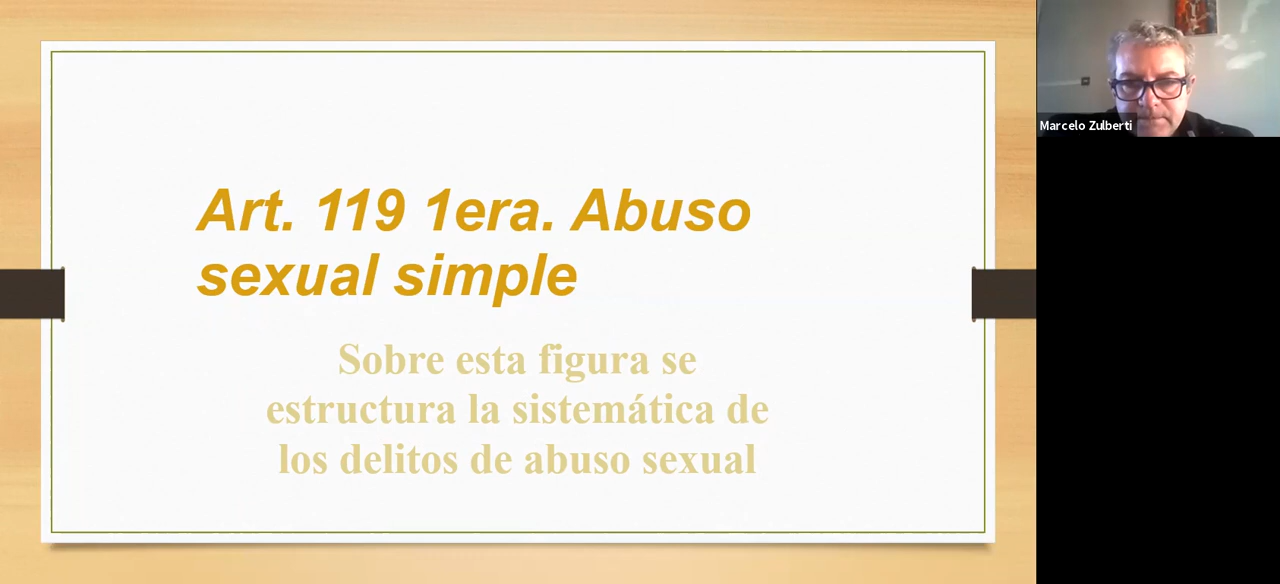 Art. 119 1era. Abuso
sexual simple
Sobre esta figura se
estructura la sistemática de
los delitos de abuso sexual
Marcelo Zulberti